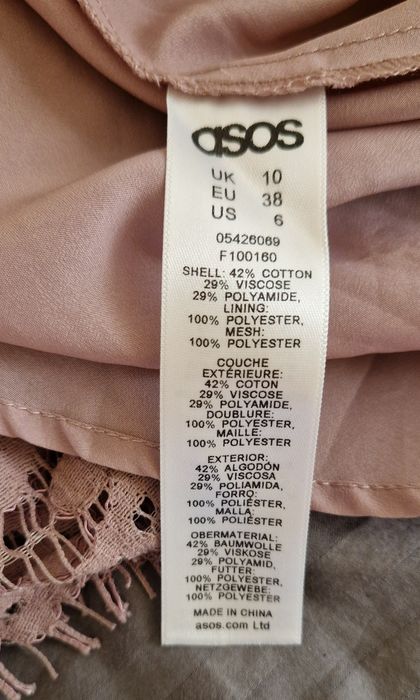 asos
UK 10
EU 38
US 6
05426069
F100160
SHELL: 42% COTTON
29% VISCOSE
29% POLYAMIDE,
LINING:
100% POLYESTER,
MESH:
100% POLYESTER
COUCHE
EXTÉRIEURE:
42% COTON
29% VISCOSE
29% POLYAMIDE,
DOUBLURE:
100% POLYESTER,
MAILLE:
100% POLYESTER
EXTERIOR:
42% ALGODÓN
29% VISCOSA
29% POLIAMIDA,
FORRO:
100% POLIÉSTER,
MALLA:
100% POLIÉSTER
OBERMATERIAL:
42% BAUMWOLLE
29% VISKOSE
29% POLYAMID,
FUTTER:
100% POLYESTER,
NETZGEWEBE:
100% POLYESTER
MADE IN CHINA
asos.com Ltd